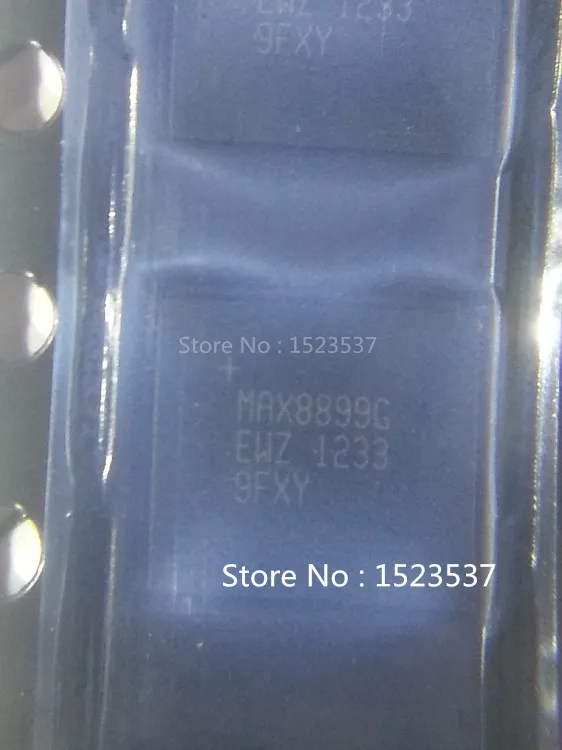 EWZ 1233
9FXY
Store No : 1523537
+
MAX8899G
EWZ 1233
9FXY
Store No : 1523537